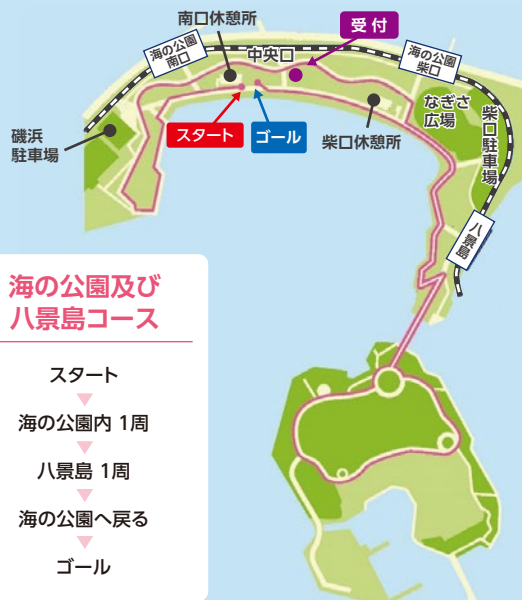 南口休憩所
受付
海の公園
南口
中央口
海の公園
柴口
なぎさ
広場
柴口駐車場
磯浜
駐車場
スタート
ゴール
柴口休憩所
八景島
海の公園及び
八景島コース
スタート
海の公園内 1周
八景島 1周
海の公園へ戻る
ゴール